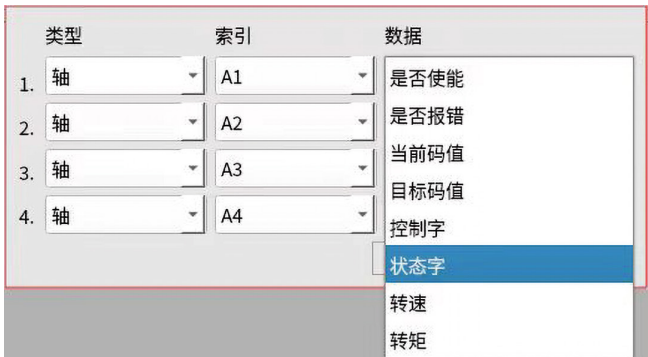 类型 索引 数据
1. 轴 A1
2. 轴 A2
3. 轴 A3
4. 轴 A4
是否使能
是否报错
当前码值
目标码值
控制字
状态字
转速
转矩